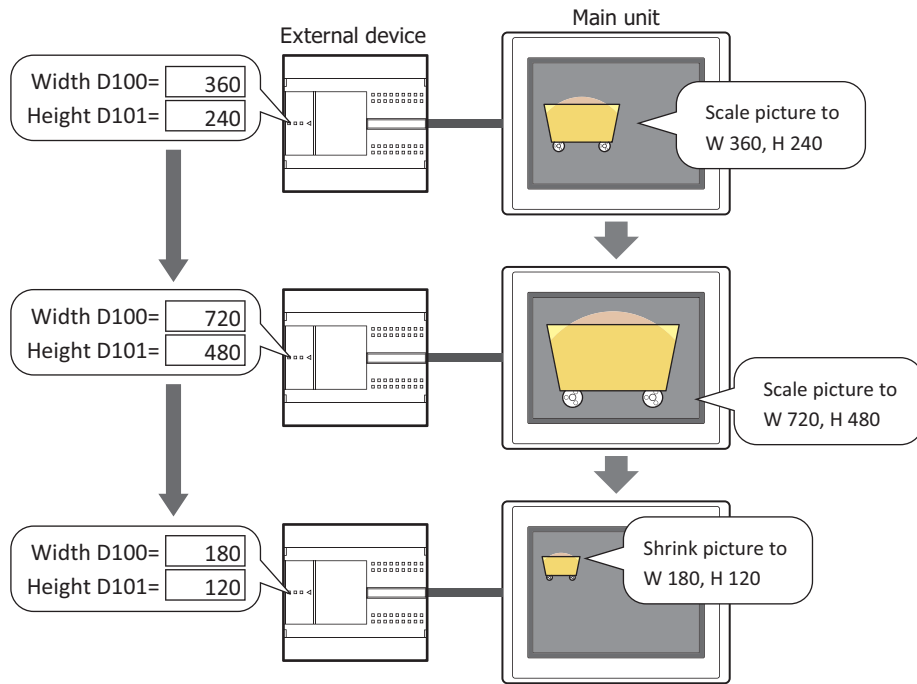 External device
Main unit
Width D100= 360
Height D101= 240
Scale picture to
W 360, H 240
Width D100= 720
Height D101= 480
Scale picture to
W 720, H 480
Width D100= 180
Height D101= 120
Shrink picture to
W 180, H 120